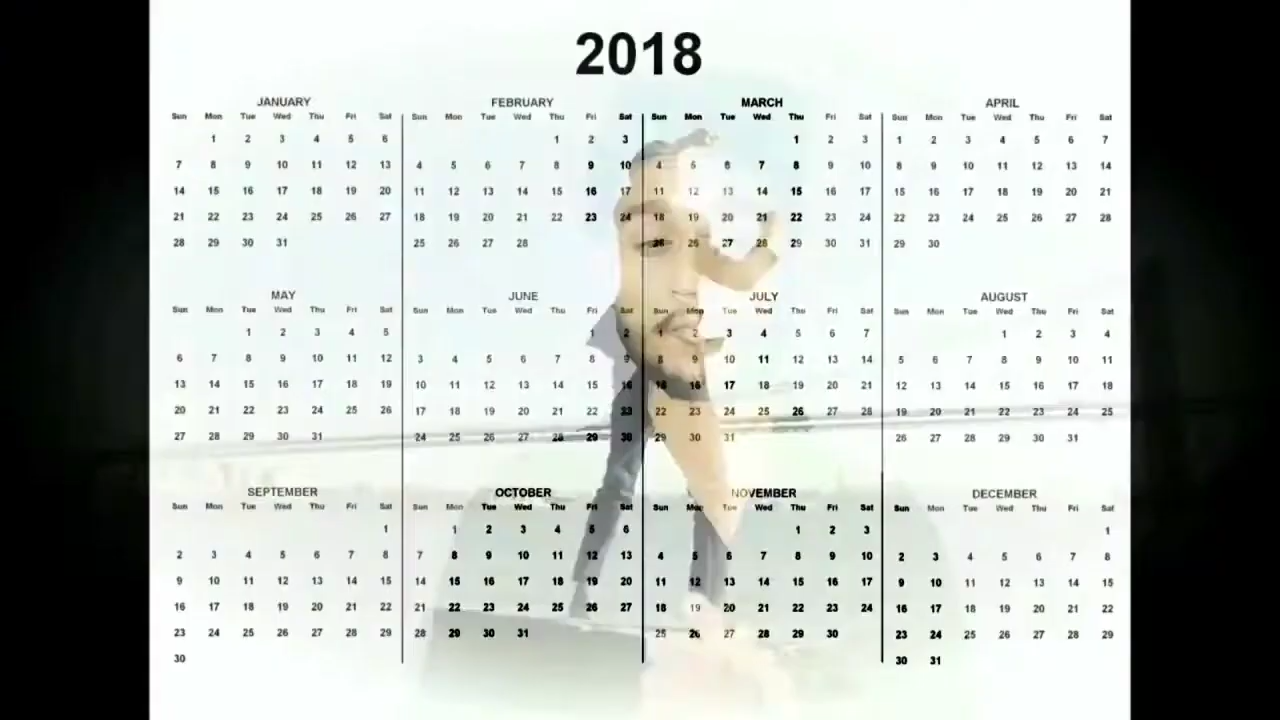 2018
JANUARY
Sun Mon Tue Wed Thu Fri Sat
1 2 3 4 5 6
7 8 9 10 11 12 13
14 15 16 17 18 19 20
21 22 23 24 25 26 27
28 29 30 31
FEBRUARY
Sun Mon Tue Wed Thu Fri Sat
1 2 3
4 5 6 7 8 9 10
11 12 13 14 15 16 17
18 19 20 21 22 23 24
25 26 27 28
MARCH
Sun Mon Tue Wed Thu Fri Sat
1 2 3
4 5 6 7 8 9 10
11 12 13 14 15 16 17
18 19 20 21 22 23 24
25 26 27 28 29 30 31
APRIL
Sun Mon Tue Wed Thu Fri Sat
1 2 3 4 5 6 7
8 9 10 11 12 13 14
15 16 17 18 19 20 21
22 23 24 25 26 27 28
29 30
MAY
Sun Mon Tue Wed Thu Fri Sat
1 2 3 4 5
6 7 8 9 10 11 12
13 14 15 16 17 18 19
20 21 22 23 24 25 26
27 28 29 30 31
JUNE
Sun Mon Tue Wed Thu Fri Sat
1 2
3 4 5 6 7 8 9
10 11 12 13 14 15 16
17 18 19 20 21 22 23
24 25 26 27 28 29 30
JULY
Sun Mon Tue Wed Thu Fri Sat
1 2 3 4 5 6 7
8 9 10 11 12 13 14
15 16 17 18 19 20 21
22 23 24 25 26 27 28
29 30 31
AUGUST
Sun Mon Tue Wed Thu Fri Sat
1 2 3 4
5 6 7 8 9 10 11
12 13 14 15 16 17 18
19 20 21 22 23 24 25
26 27 28 29 30 31
SEPTEMBER
Sun Mon Tue Wed Thu Fri Sat
1
2 3 4 5 6 7 8
9 10 11 12 13 14 15
16 17 18 19 20 21 22
23 24 25 26 27 28 29
30
OCTOBER
Sun Mon Tue Wed Thu Fri Sat
1 2 3 4 5 6
7 8 9 10 11 12 13
14 15 16 17 18 19 20
21 22 23 24 25 26 27
28 29 30 31
NOVEMBER
Sun Mon Tue Wed Thu Fri Sat
1 2 3
4 5 6 7 8 9 10
11 12 13 14 15 16 17
18 19 20 21 22 23 24
25 26 27 28 29 30
DECEMBER
Sun Mon Tue Wed Thu Fri Sat
1
2 3 4 5 6 7 8
9 10 11 12 13 14 15
16 17 18 19 20 21 22
23 24 25 26 27 28 29
30 31